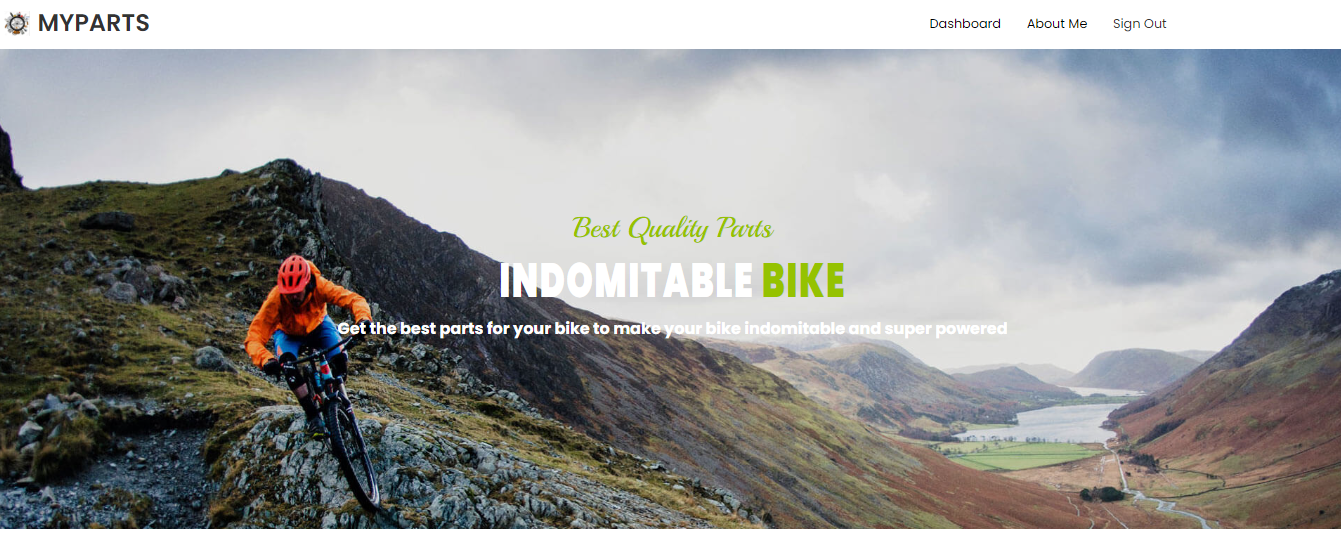 MYPARTS
Dashboard About Me Sign Out
Best Quality Parts
INDOMITABLE BIKE
Get the best parts for your bike to make your bike indomitable and super powered